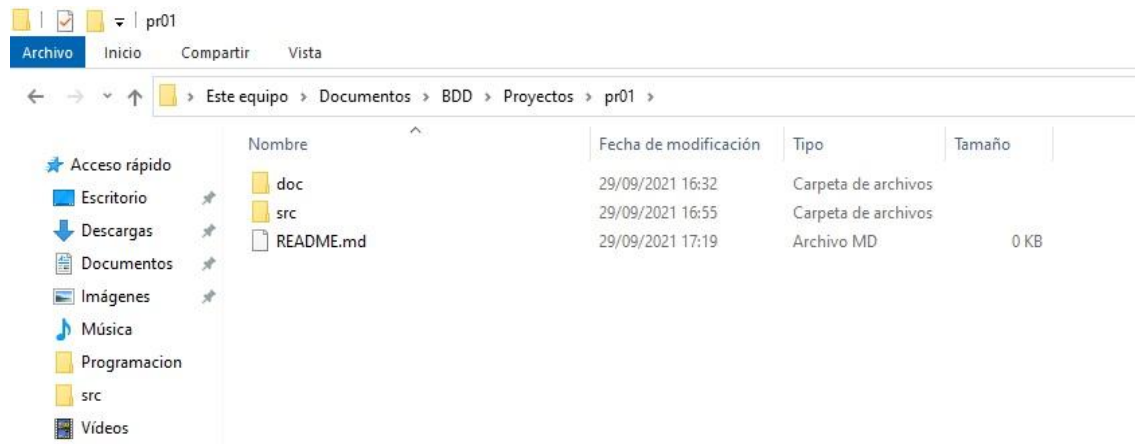 pr01
Archivo Inicio Compartir Vista
Este equipo > Documentos > BDD > Proyectos > pr01 >
Nombre Fecha de modificación Tipo Tamaño
Acceso rápido
doc 29/09/2021 16:32 Carpeta de archivos
Escritorio
src 29/09/2021 16:55 Carpeta de archivos
Descargas
README.md 29/09/2021 17:19 Archivo MD 0 KB
Documentos
Imágenes
Música
Programacion
src
Vídeos